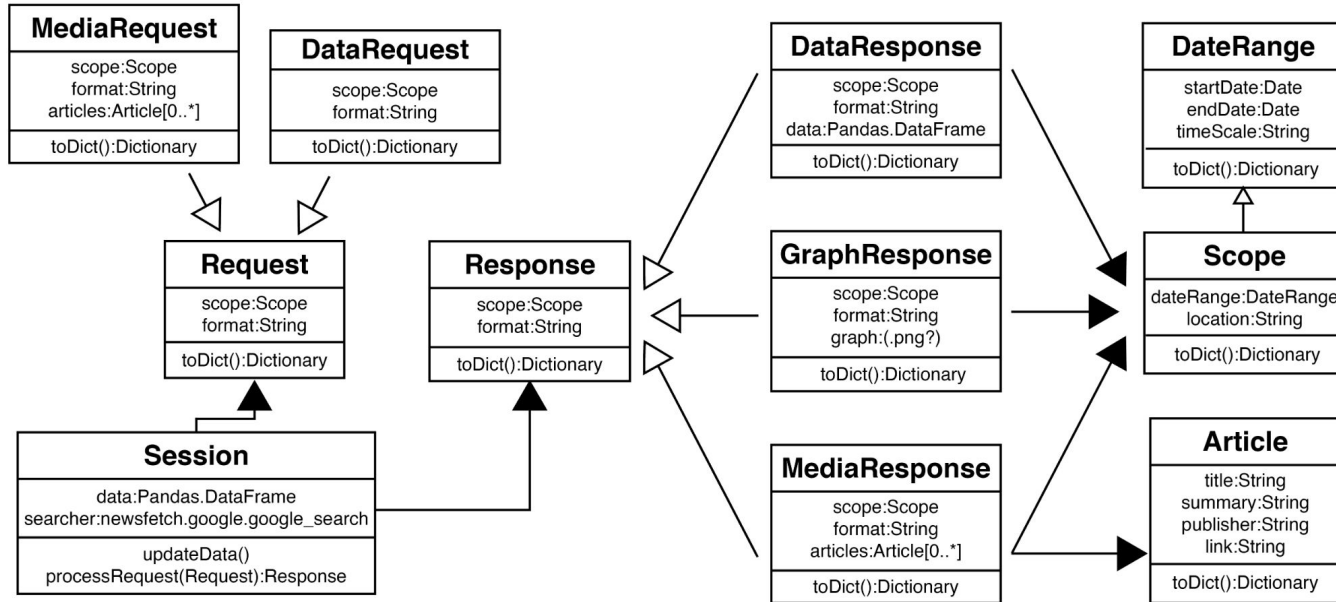 MediaRequest
scope:Scope
format:String
articles:Article[0..*]
toDict():Dictionary
DataRequest
scope:Scope
format:String
toDict():Dictionary
DataResponse
scope:Scope
format:String
data:Pandas.DataFrame
toDict():Dictionary
DateRange
startDate:Date
endDate:Date
timeScale:String
toDict():Dictionary
Request
scope:Scope
format:String
toDict():Dictionary
Response
scope:Scope
format:String
toDict():Dictionary
GraphResponse
scope:Scope
format:String
graph:(.png?)
toDict():Dictionary
Scope
dateRange:DateRange
location:String
toDict():Dictionary
Session
data:Pandas.DataFrame
searcher:newsfetch.google.google_search
updateData()
processRequest(Request):Response
MediaResponse
scope:Scope
format:String
articles:Article[0..*]
toDict():Dictionary
Article
title:String
summary:String
publisher:String
link:String
toDict():Dictionary